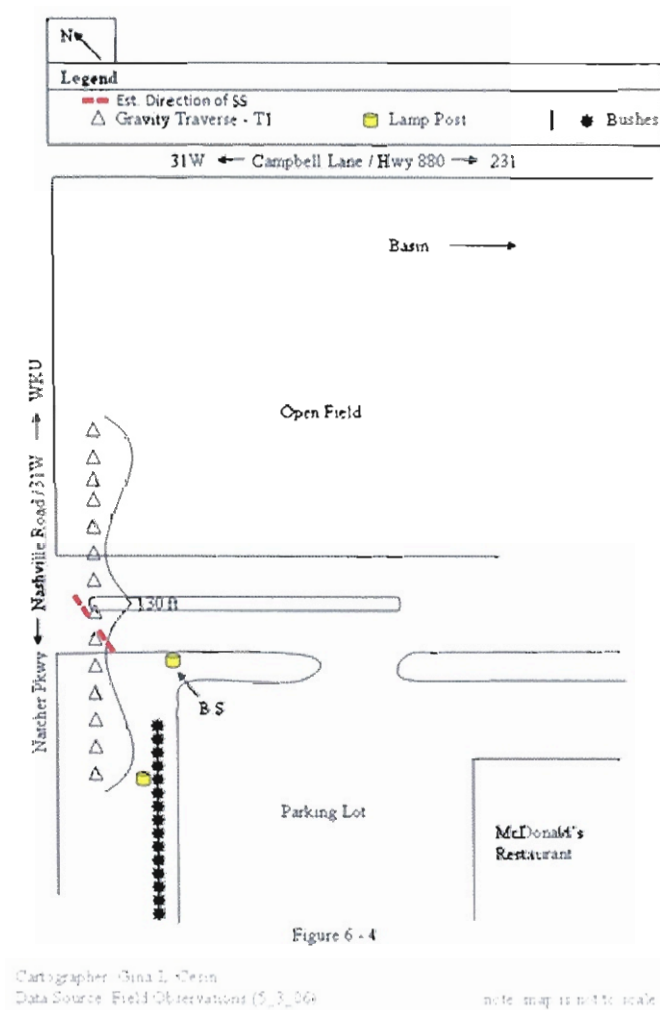 N
Legend
Est. Direction of SS
Gravity Traverse - T1
Lamp Post
Bushes
31W Campbell Lane / Hwy 880 231
Basin
Open Field
Natcher Pkwy Nashville Road / 31W WKU
130 ft
B S
Parking Lot
McDonald's
Restaurant
Figure 6 - 4
Cartographer: Gina L. Cesin
Data Source: Field Observations (5_3_06)
note: map is not to scale